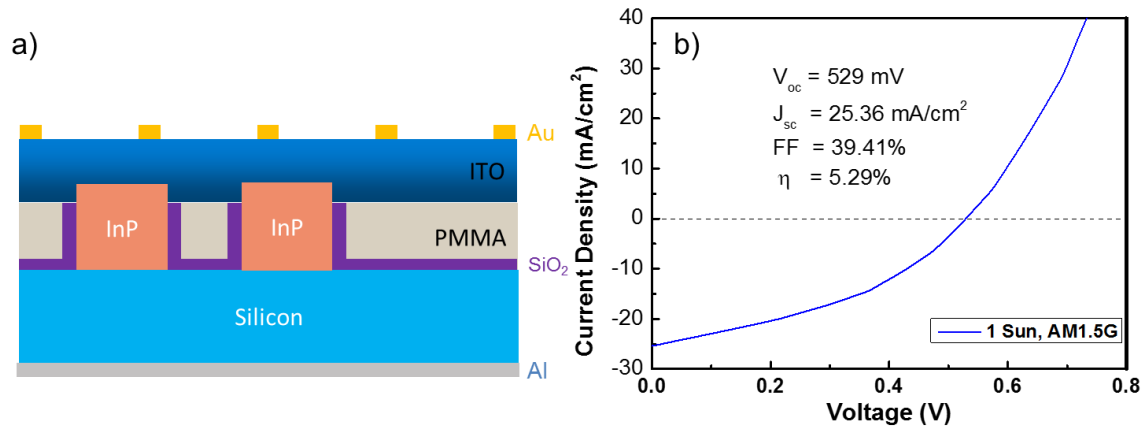 a)
Au
ITO
InP
InP
PMMA
SiO₂
Silicon
Al
b)
Current Density (mA/cm²)
40
30
20
10
0
-10
-20
-30
V_oc = 529 mV
J_sc = 25.36 mA/cm²
FF = 39.41%
η = 5.29%
1 Sun, AM1.5G
0.0 0.2 0.4 0.6 0.8
Voltage (V)